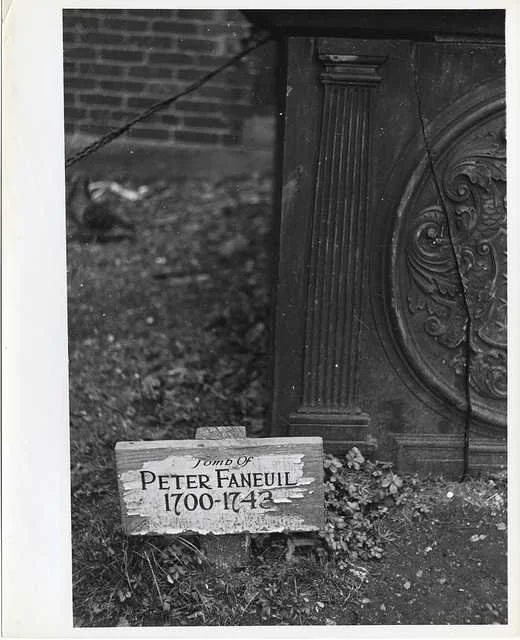 Tomb Of
PETER FANEUIL
1700-1743